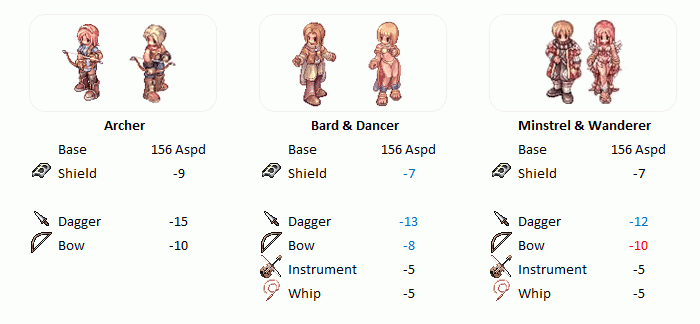 Archer
Base 156 Aspd
Shield -9
Dagger -15
Bow -10
Bard & Dancer
Base 156 Aspd
Shield -7
Dagger -13
Bow -8
Instrument -5
Whip -5
Minstrel & Wanderer
Base 156 Aspd
Shield -7
Dagger -12
Bow -10
Instrument -5
Whip -5